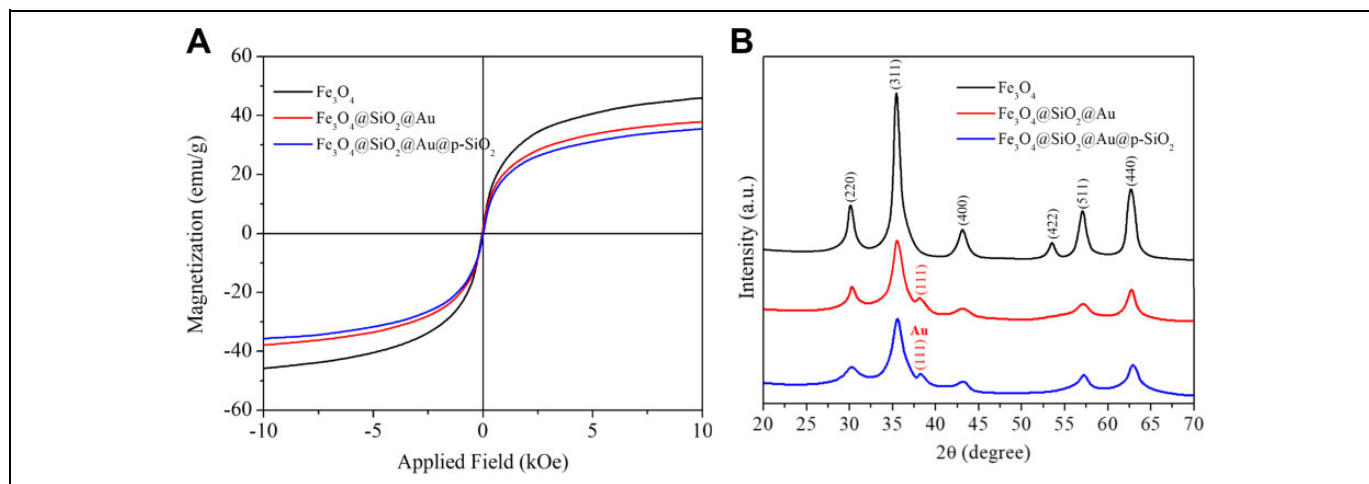 A
60
40
20
0
-20
-40
-60
-10
-5
0
5
10
Magnetization (emu/g)
Applied Field (kOe)
Fe₃O₄
Fe₃O₄@SiO₂@Au
Fe₃O₄@SiO₂@Au@p-SiO₂
B
Intensity (a.u.)
(220)
(311)
(400)
(422)
(511)
(440)
Fe₃O₄
Fe₃O₄@SiO₂@Au
Fe₃O₄@SiO₂@Au@p-SiO₂
(111)
Au
(111)
20
25
30
35
40
45
50
55
60
65
70
2θ (degree)